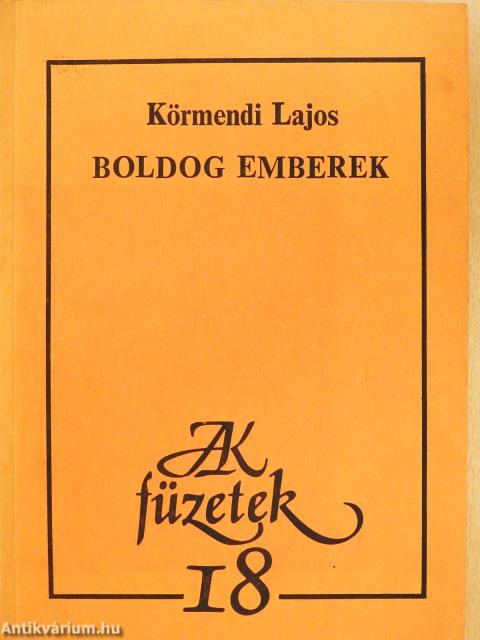 Körmendi Lajos
BOLDOG EMBEREK
AK
füzetek
18
Antikvárium.hu